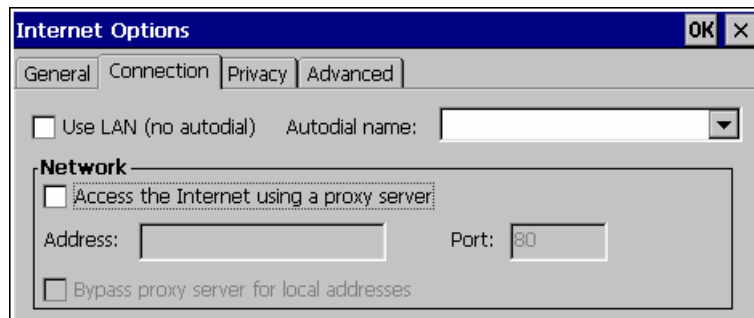 Internet Options OK ×
General Connection Privacy Advanced
Use LAN (no autodial) Autodial name:
Network
Access the Internet using a proxy server
Address: Port: 80
Bypass proxy server for local addresses